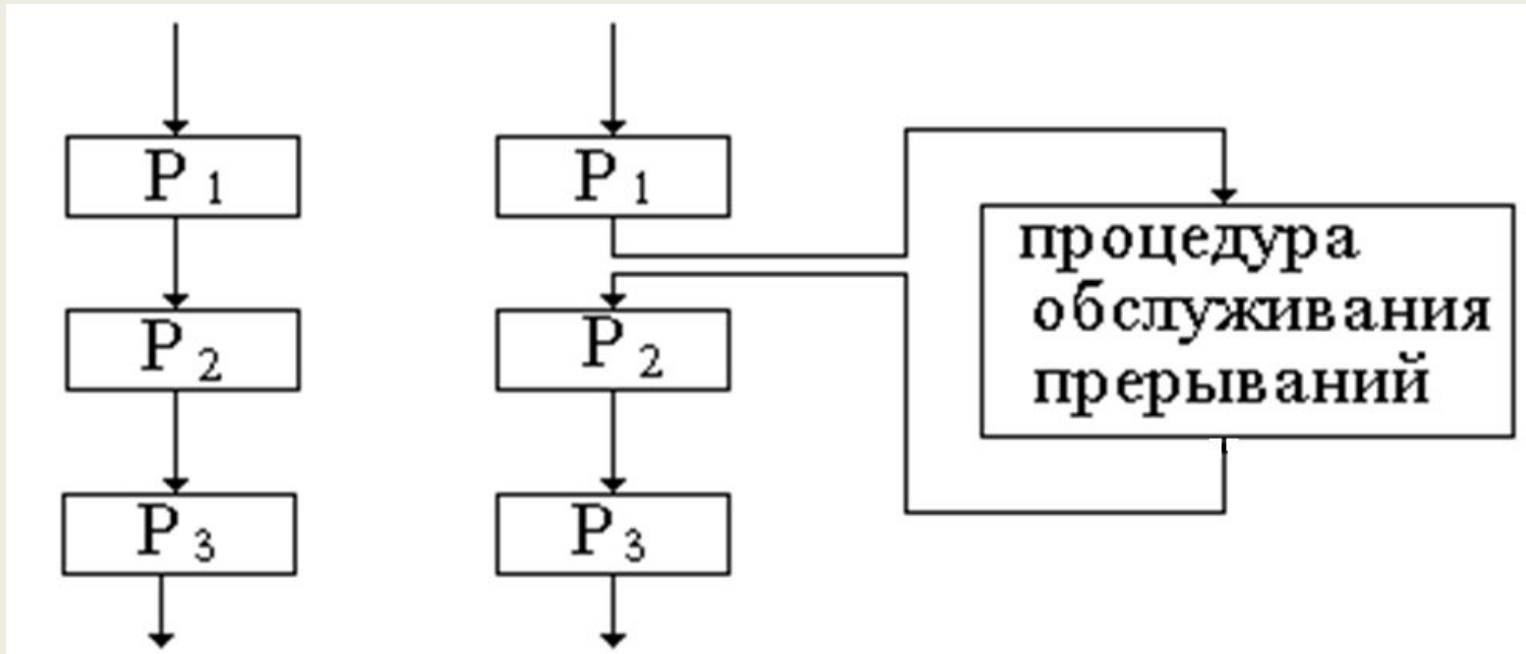 P 1
P 1
процедура
обслуживания
прерываний
P 2
P 2
P 3
P 3